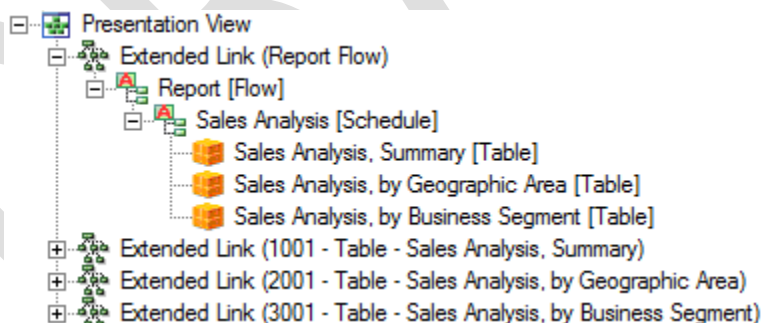 Presentation View
Extended Link (Report Flow)
Report [Flow]
Sales Analysis [Schedule]
Sales Analysis, Summary [Table]
Sales Analysis, by Geographic Area [Table]
Sales Analysis, by Business Segment [Table]
Extended Link (1001 - Table - Sales Analysis, Summary)
Extended Link (2001 - Table - Sales Analysis, by Geographic Area)
Extended Link (3001 - Table - Sales Analysis, by Business Segment)